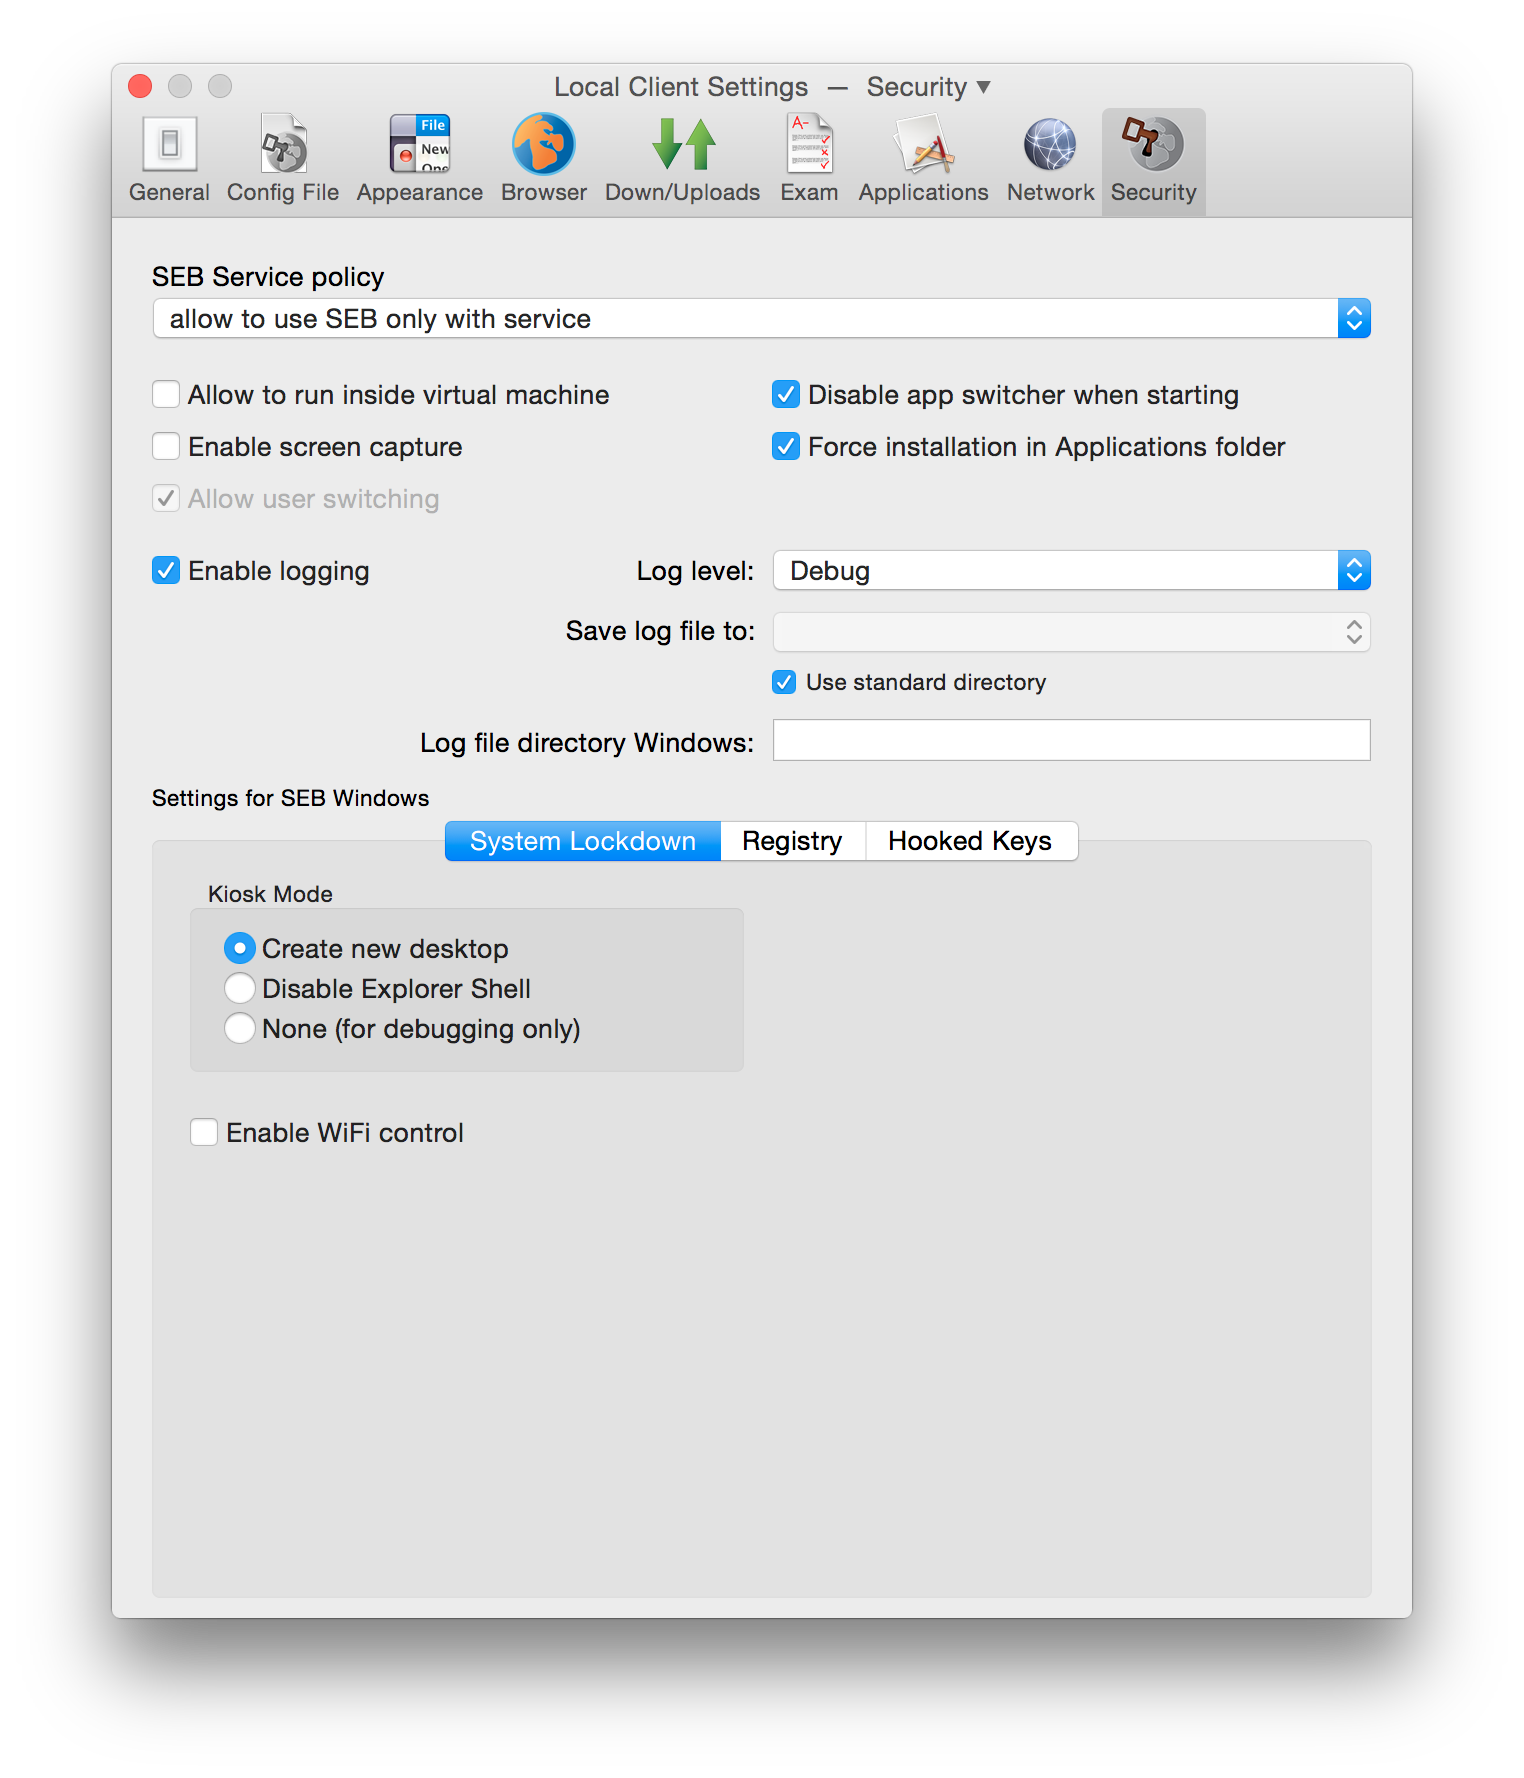 Local Client Settings — Security ▼
File
New
A-
General Config File Appearance Browser Down/Uploads Exam Applications Network Security
SEB Service policy
allow to use SEB only with service
Allow to run inside virtual machine Disable app switcher when starting
Enable screen capture Force installation in Applications folder
Allow user switching
Enable logging Log level: Debug
Save log file to:
Use standard directory
Log file directory Windows:
Settings for SEB Windows
System Lockdown Registry Hooked Keys
Kiosk Mode
Create new desktop
Disable Explorer Shell
None (for debugging only)
Enable WiFi control